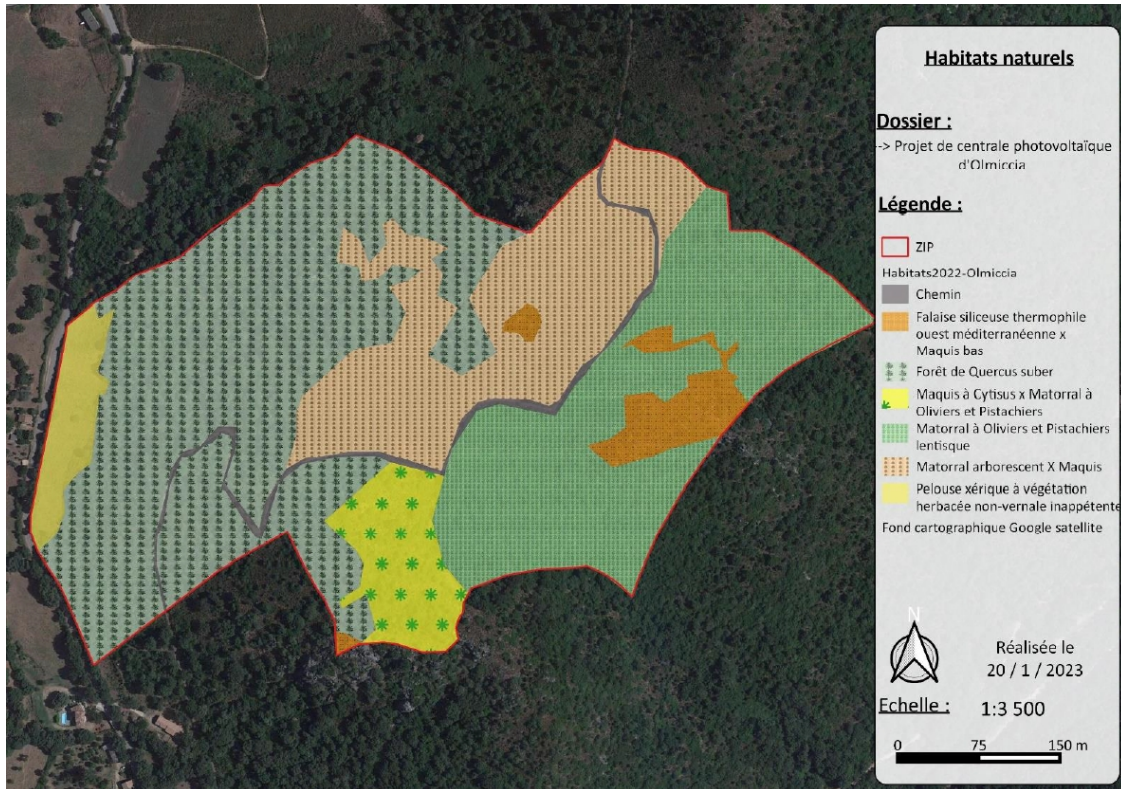 Habitats naturels
Dossier :
--> Projet de centrale photovoltaïque
d'Olmiccia
Légende :
ZIP
Habitats2022-Olmiccia
Chemin
Falaise siliceuse thermophile
ouest méditerranéenne x
Maquis bas
Forêt de Quercus suber
Maquis à Cytisus x Matorral à
Oliviers et Pistachiers
Matorral à Oliviers et Pistachiers
lentisque
Matorral arborescent X Maquis
Pelouse xérique à végétation
herbacée non-vernale inappétente
Fond cartographique Google satellite
N
Réalisée le
20 / 1 / 2023
Echelle : 1:3 500
0 75 150 m